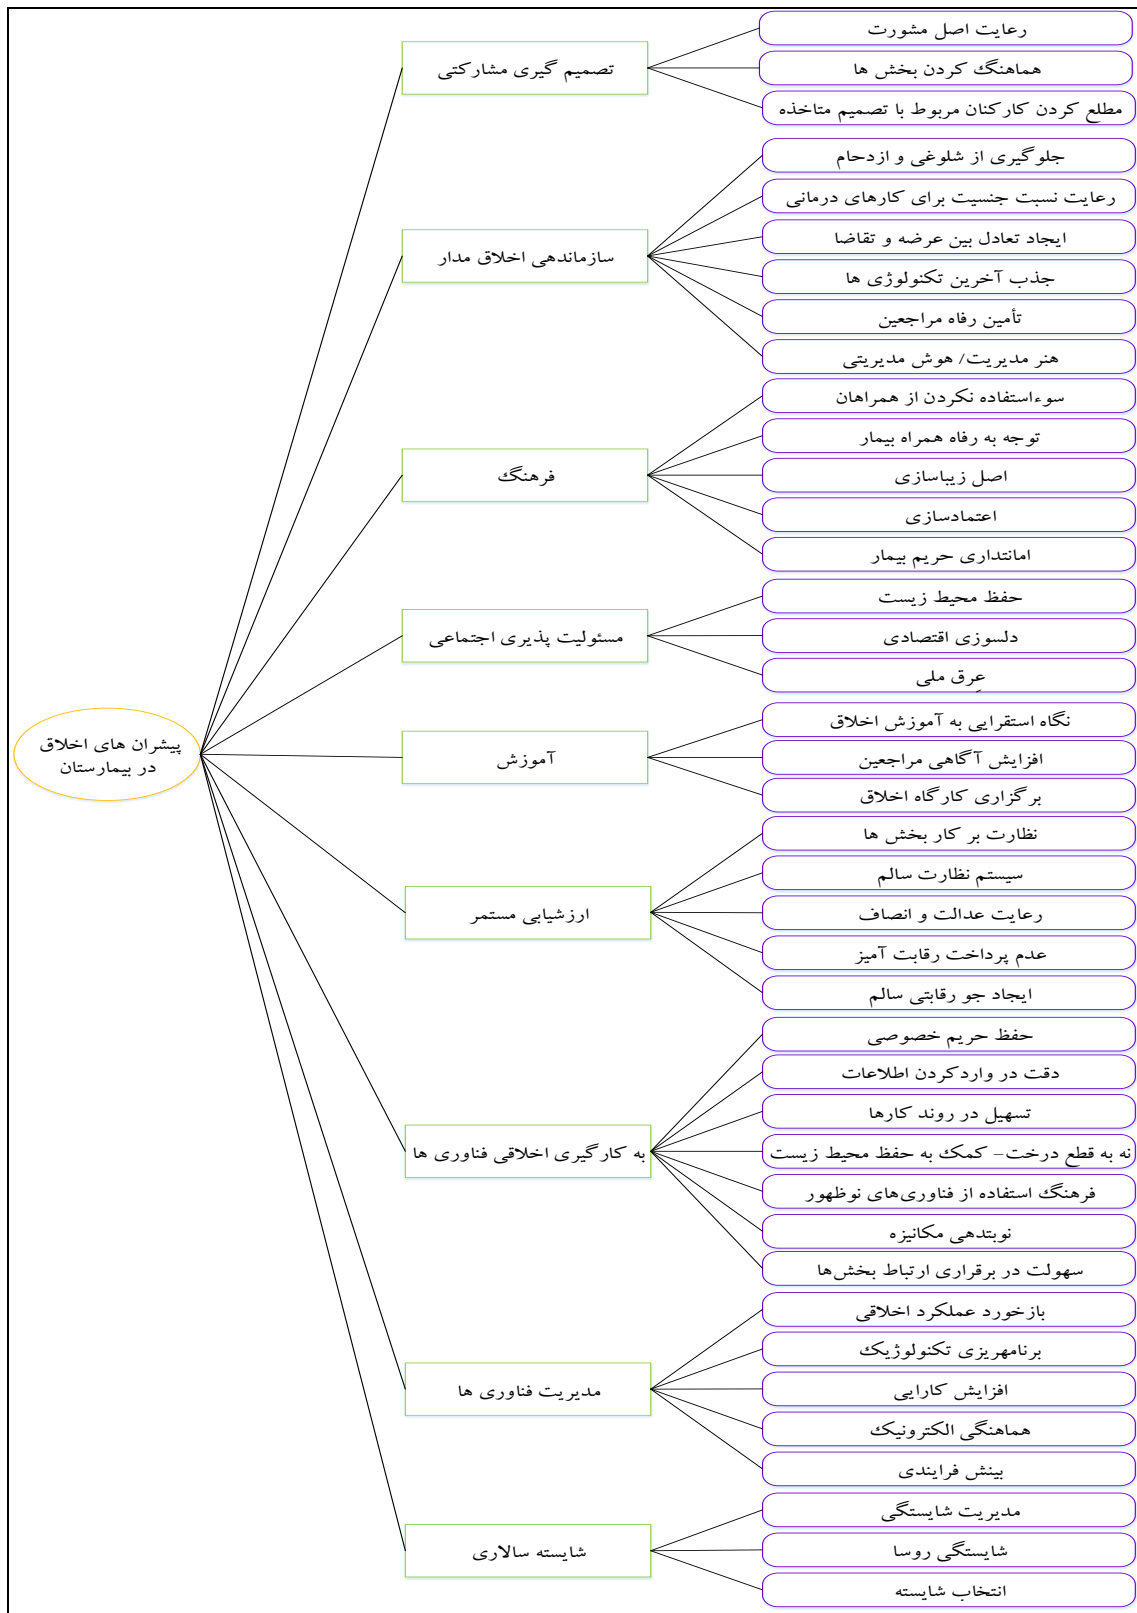 پیشران های اخلاق
در بیمارستان
تصمیم گیری مشارکتی
رعایت اصل مشورت
هماهنگ کردن بخش ها
مطلع کردن کارکنان مربوط با تصمیم متاخذه
سازماندهی اخلاق مدار
جلوگیری از شلوغی و ازدحام
رعایت نسبت جنسیت برای کارهای درمانی
ایجاد تعادل بین عرضه و تقاضا
جذب آخرین تکنولوژی ها
تأمین رفاه مراجعین
هنر مدیریت/ هوش مدیریتی
فرهنگ
سوءاستفاده نکردن از همراهان
توجه به رفاه همراه بیمار
اصل زیباسازی
اعتمادسازی
امانتداری حریم بیمار
مسئولیت پذیری اجتماعی
حفظ محیط زیست
دلسوزی اقتصادی
عرق ملی
آموزش
نگاه استقرایی به آموزش اخلاق
افزایش آگاهی مراجعین
برگزاری کارگاه اخلاق
ارزشیابی مستمر
نظارت بر کار بخش ها
سیستم نظارت سالم
رعایت عدالت و انصاف
عدم پرداخت رقابت آمیز
ایجاد جو رقابتی سالم
به کارگیری اخلاقی فناوری ها
حفظ حریم خصوصی
دقت در واردکردن اطلاعات
تسهیل در روند کارها
نه به قطع درخت– کمک به حفظ محیط زیست
فرهنگ استفاده از فناوری‌های نوظهور
نوبتدهی مکانیزه
سهولت در برقراری ارتباط بخش‌ها
مدیریت فناوری ها
بازخورد عملکرد اخلاقی
برنامهریزی تکنولوژیک
افزایش کارایی
هماهنگی الکترونیک
بینش فرایندی
شایسته سالاری
مدیریت شایستگی
شایستگی روسا
انتخاب شایسته